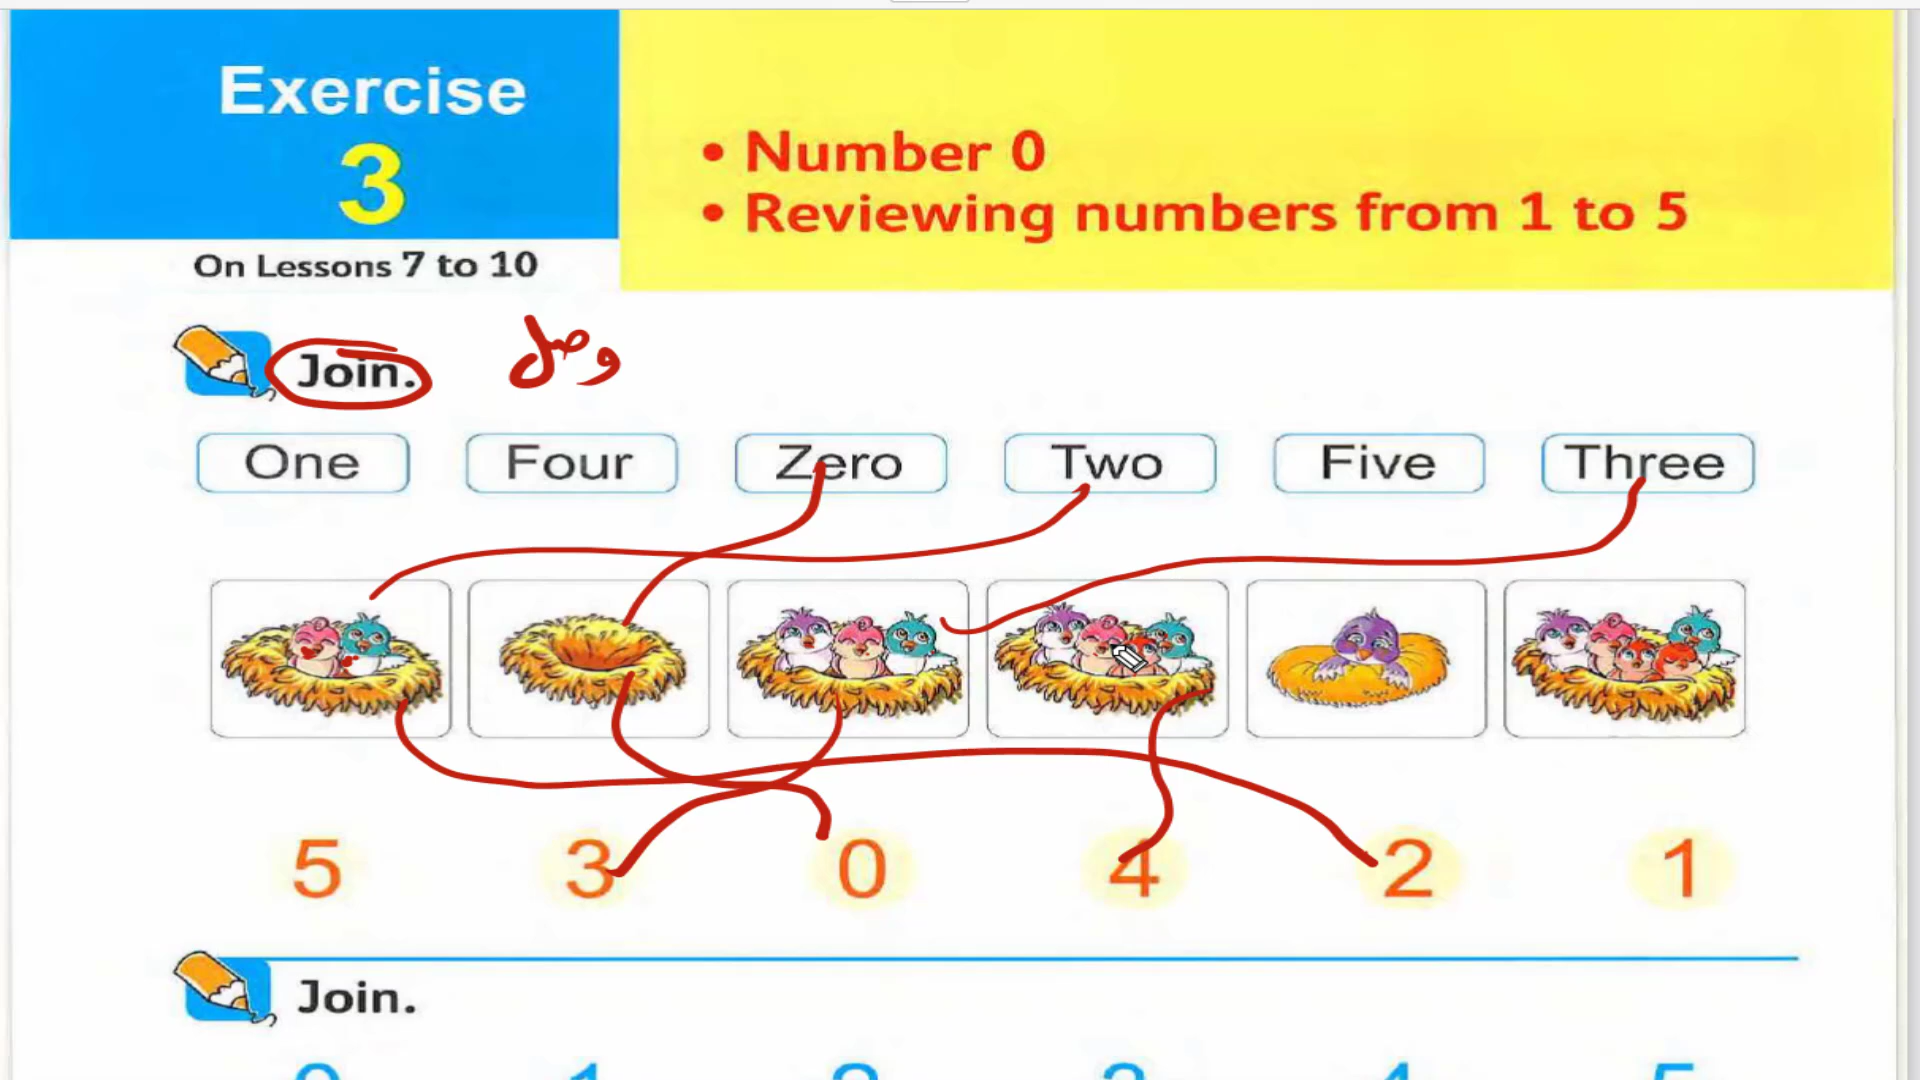 Exercise
3
On Lessons 7 to 10
• Number 0
• Reviewing numbers from 1 to 5
Join. وصل
One Four Zero Two Five Three
5 3 0 4 2 1
Join.